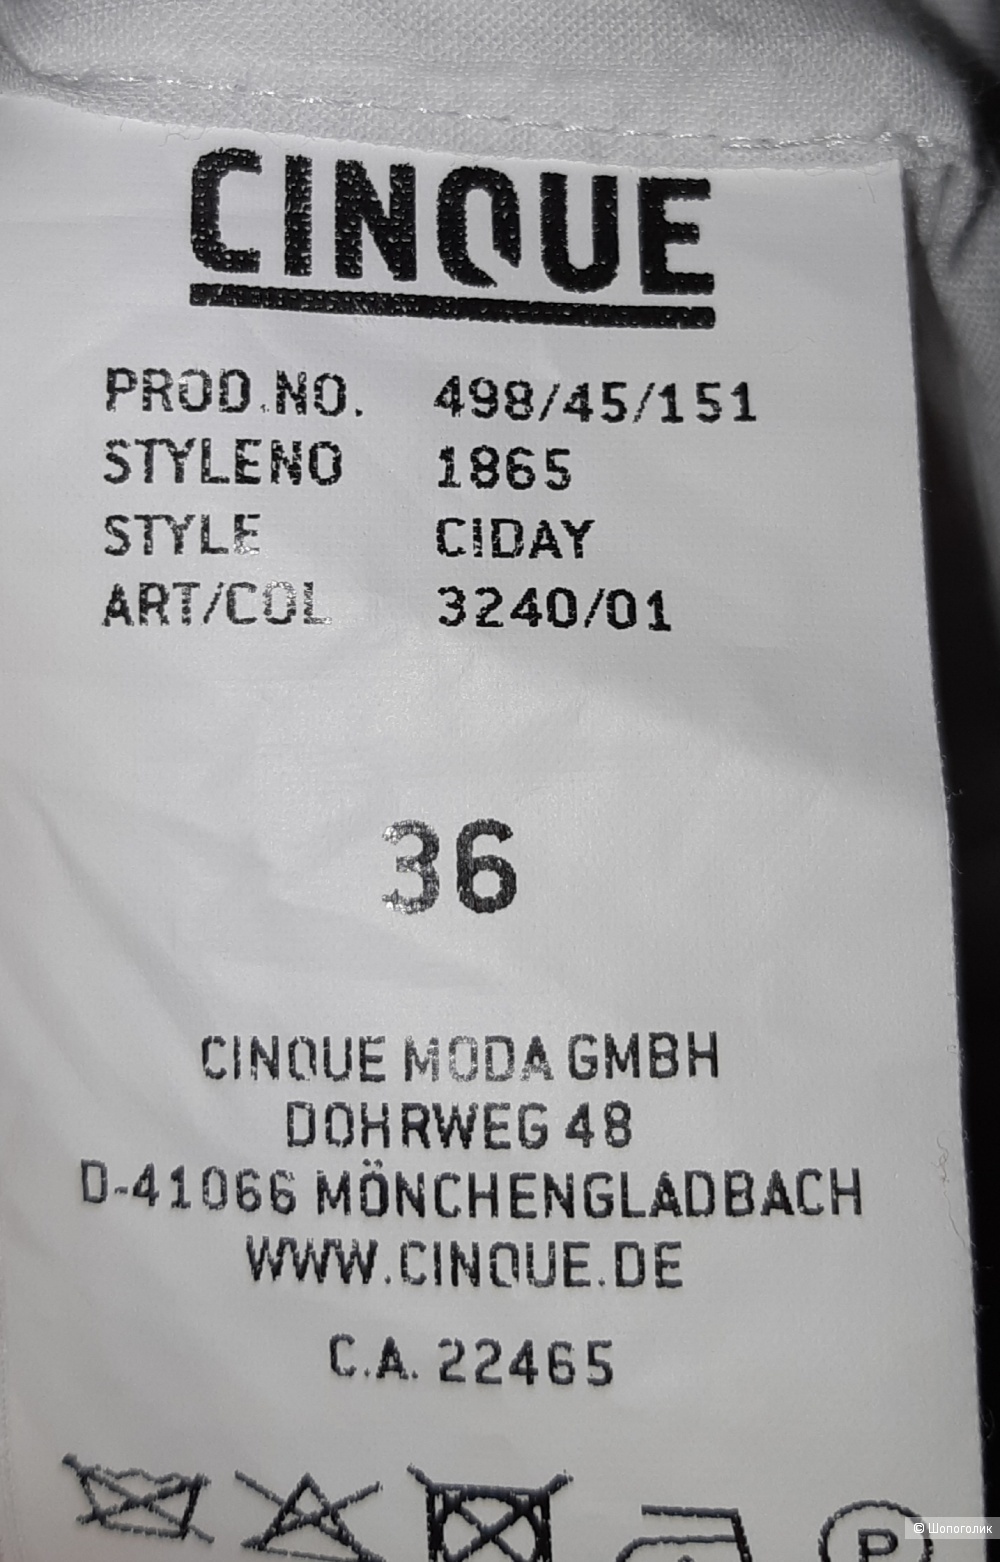 CINQUE
PROD.NO. 498/45/151
STYLENO 1865
STYLE CIDAY
ART/COL 3240/01
36
CINQUE MODA GMBH
DOHRWEG 48
D-41066 MÖNCHENGLADBACH
WWW.CINQUE.DE
C.A. 22465
P
© Шопоголик